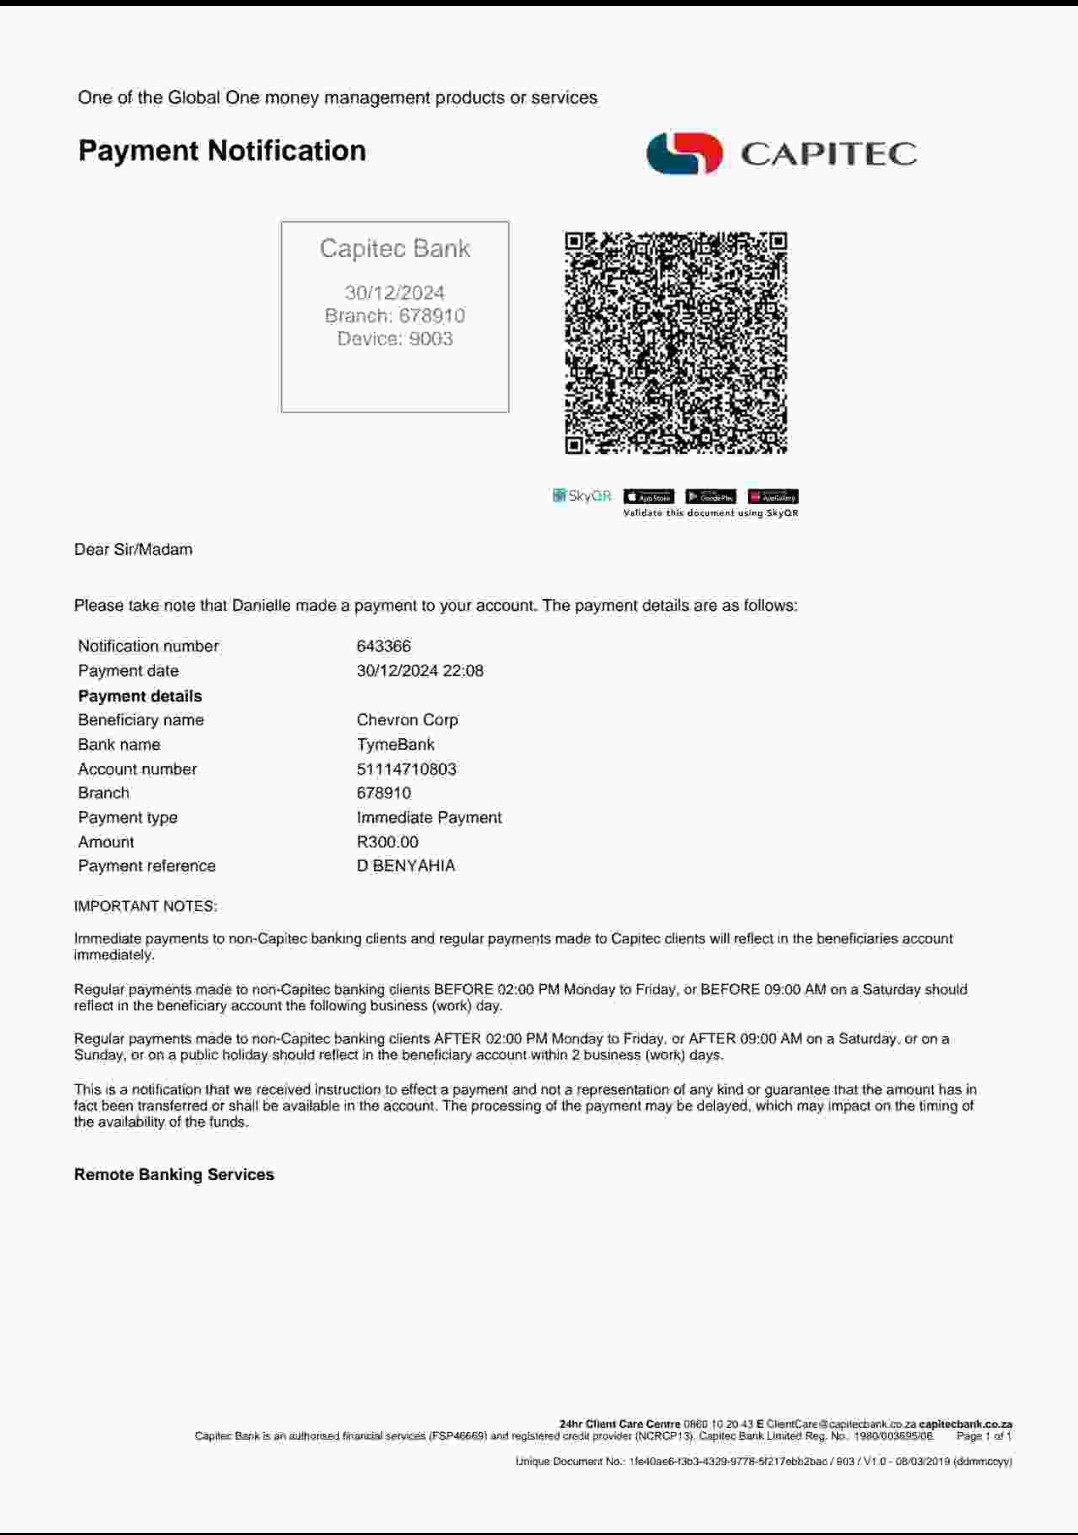 One of the Global One money management products or services
Payment Notification
CAPITEC
Capitec Bank
30/12/2024
Branch: 678910
Device: 9003
SkyQR
App Store
Google Play
AppGallery
Validate this document using SkyQR
Dear Sir/Madam
Please take note that Danielle made a payment to your account. The payment details are as follows:
Notification number 643366
Payment date 30/12/2024 22:08
Payment details
Beneficiary name Chevron Corp
Bank name TymeBank
Account number 51114710803
Branch 678910
Payment type Immediate Payment
Amount R300.00
Payment reference D BENYAHIA
IMPORTANT NOTES:
Immediate payments to non-Capitec banking clients and regular payments made to Capitec clients will reflect in the beneficiaries account
immediately.
Regular payments made to non-Capitec banking clients BEFORE 02:00 PM Monday to Friday, or BEFORE 09:00 AM on a Saturday should
reflect in the beneficiary account the following business (work) day.
Regular payments made to non-Capitec banking clients AFTER 02:00 PM Monday to Friday, or AFTER 09:00 AM on a Saturday, or on a
Sunday, or on a public holiday should reflect in the beneficiary account within 2 business (work) days.
This is a notification that we received instruction to effect a payment and not a representation of any kind or guarantee that the amount has in
fact been transferred or shall be available in the account. The processing of the payment may be delayed, which may impact on the timing of
the availability of the funds.
Remote Banking Services
24hr Client Care Centre 0860 10 20 43 E ClientCare@capitecbank.co.za capitecbank.co.za
Capitec Bank is an authorised financial services (FSP46669) and registered credit provider (NCRCP13). Capitec Bank Limited Reg. No.: 1980/003695/06. Page 1 of 1
Unique Document No.: 1fe40ae6-f3b3-4329-9778-5f217ebb2bac / 903 / V1.0 - 08/03/2019 (ddmmccyy)